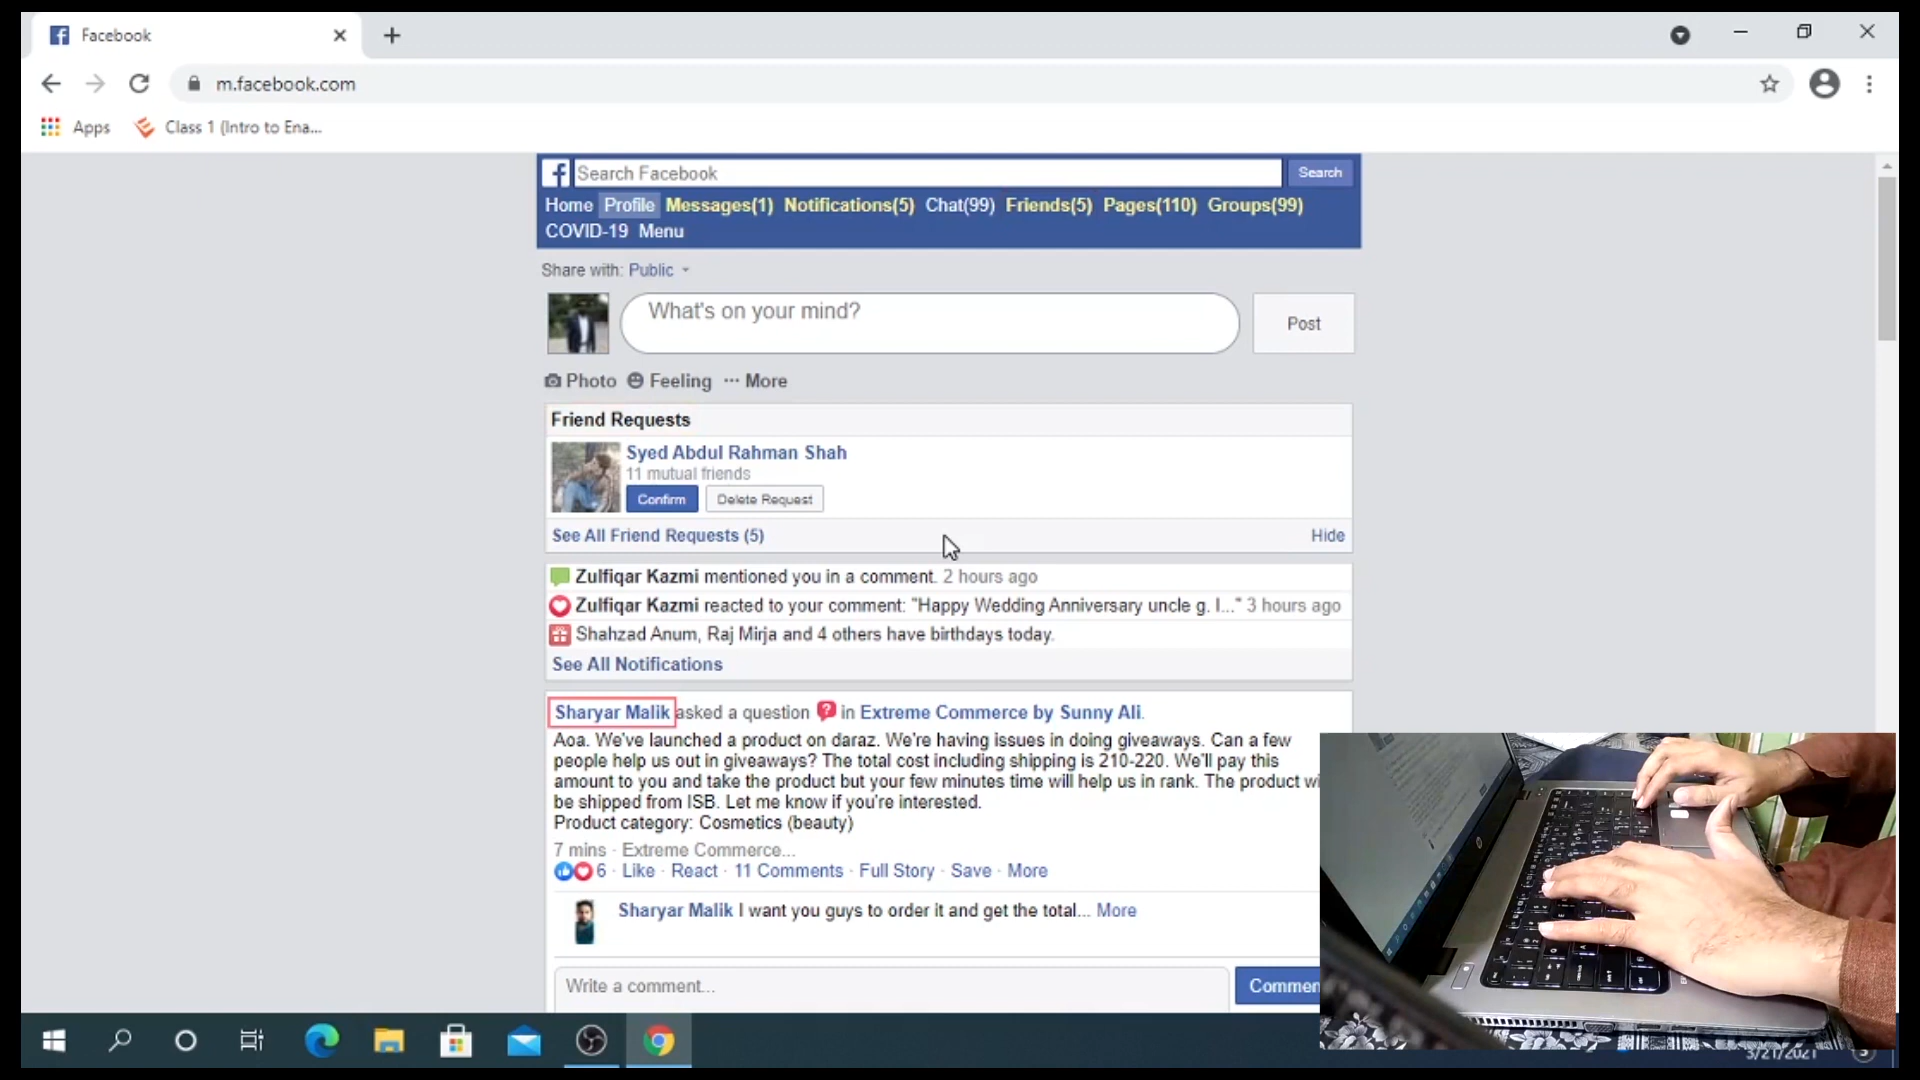 Facebook
m.facebook.com
Apps Class 1 (Intro to Ena...
Search Facebook Search
Home Profile Messages(1) Notifications(5) Chat(99) Friends(5) Pages(110) Groups(99)
COVID-19 Menu
Share with: Public
What's on your mind?
Post
Photo Feeling ··· More
Friend Requests
Syed Abdul Rahman Shah
11 mutual friends
Confirm Delete Request
See All Friend Requests (5) Hide
Zulfiqar Kazmi mentioned you in a comment. 2 hours ago
Zulfiqar Kazmi reacted to your comment: "Happy Wedding Anniversary uncle g. I..." 3 hours ago
Shahzad Anum, Raj Mirja and 4 others have birthdays today.
See All Notifications
Sharyar Malik asked a question in Extreme Commerce by Sunny Ali.
Aoa. We've launched a product on daraz. We're having issues in doing giveaways. Can a few
people help us out in giveaways? The total cost including shipping is 210-220. We'll pay this
amount to you and take the product but your few minutes time will help us in rank. The product wi
be shipped from ISB. Let me know if you're interested.
Product category: Cosmetics (beauty)
7 mins · Extreme Commerce...
6 · Like · React · 11 Comments · Full Story · Save · More
Sharyar Malik I want you guys to order it and get the total... More
Write a comment... Commen
3/21/2021